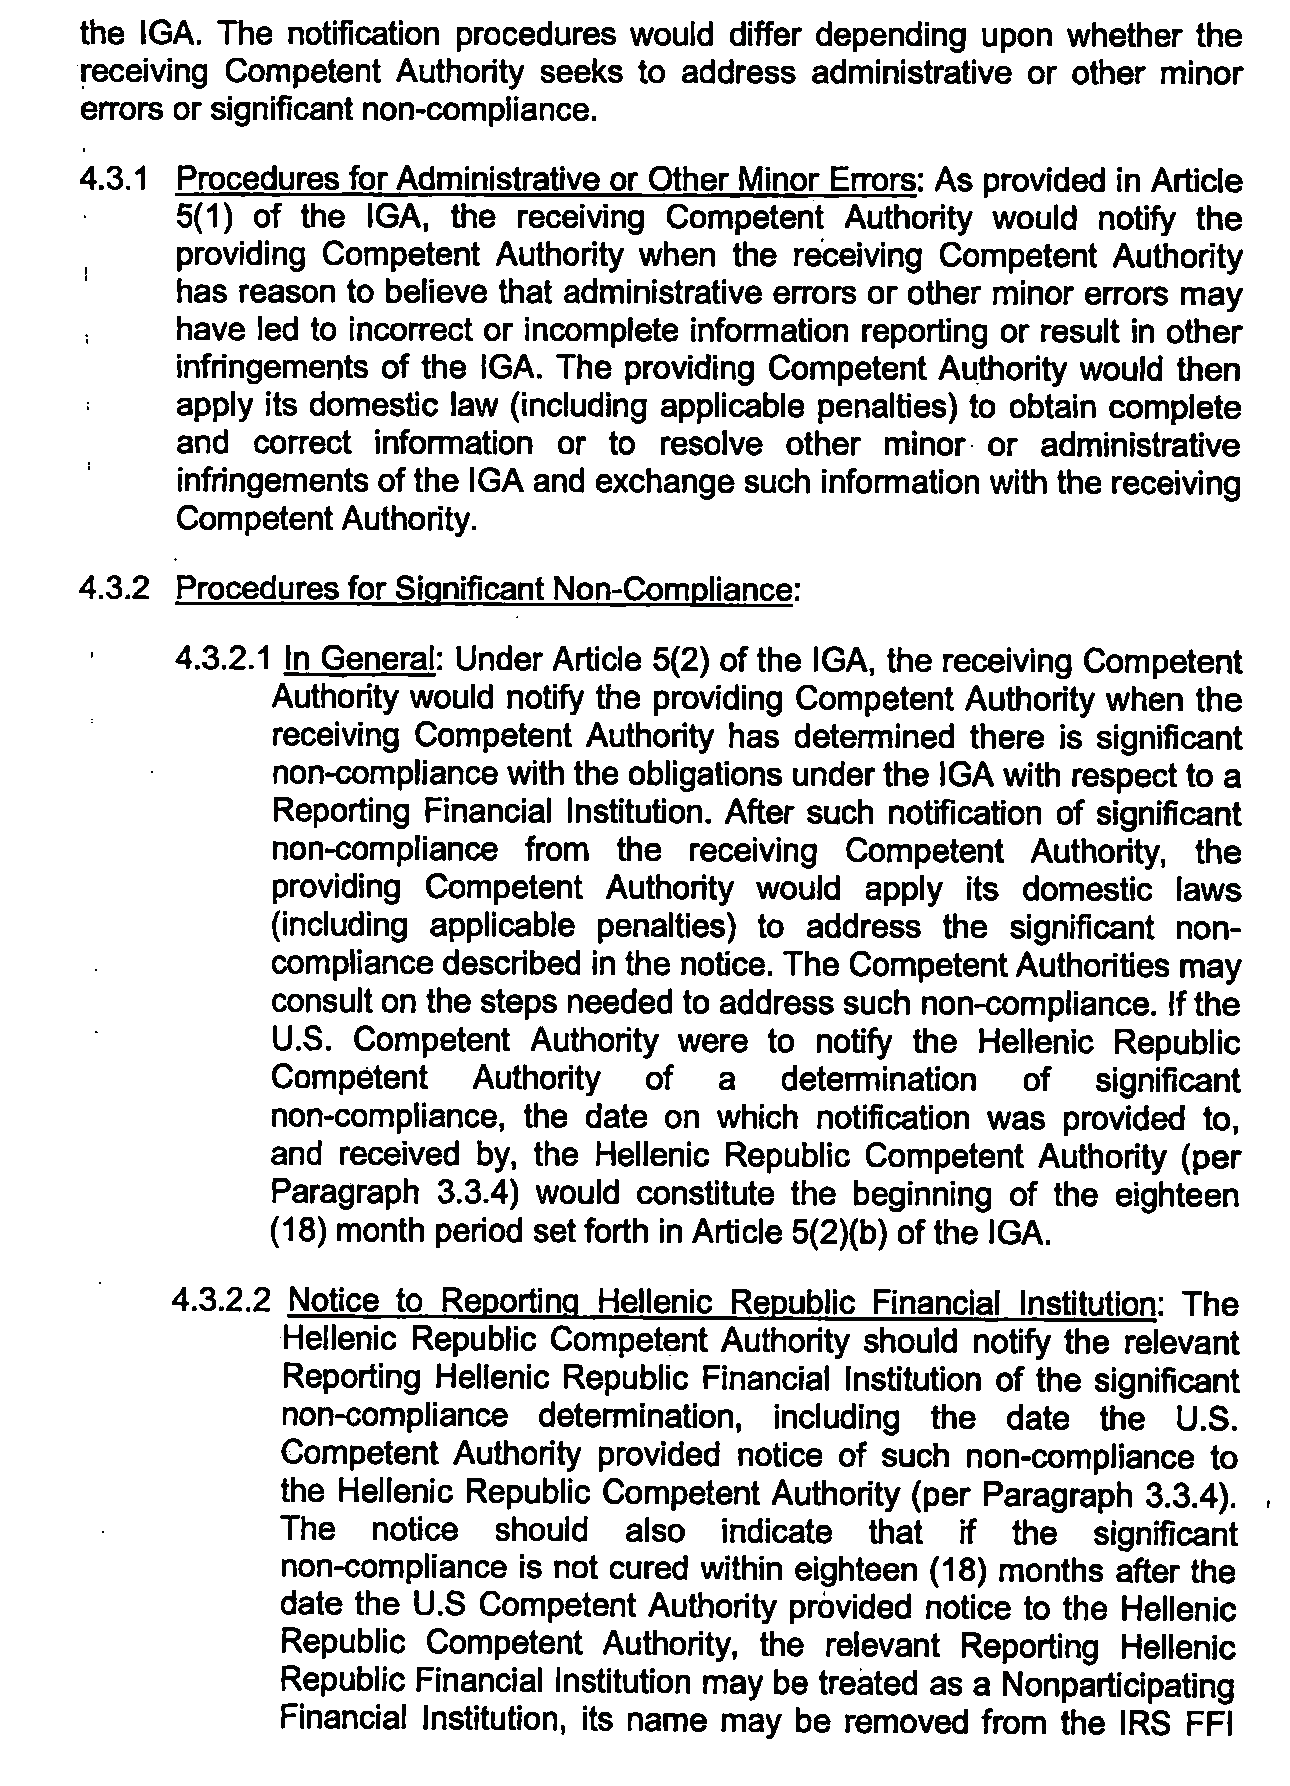 the IGA. The notification procedures would differ depending upon whether the
receiving Competent Authority seeks to address administrative or other minor
errors or significant non-compliance.
4.3.1 Procedures for Administrative or Other Minor Errors: As provided in Article
5(1) of the IGA, the receiving Competent Authority would notify the
providing Competent Authority when the receiving Competent Authority
has reason to believe that administrative errors or other minor errors may
have led to incorrect or incomplete information reporting or result in other
infringements of the IGA. The providing Competent Authority would then
apply its domestic law (including applicable penalties) to obtain complete
and correct information or to resolve other minor or administrative
infringements of the IGA and exchange such information with the receiving
Competent Authority.
4.3.2 Procedures for Significant Non-Compliance:
4.3.2.1 In General: Under Article 5(2) of the IGA, the receiving Competent
Authority would notify the providing Competent Authority when the
receiving Competent Authority has determined there is significant
non-compliance with the obligations under the IGA with respect to a
Reporting Financial Institution. After such notification of significant
non-compliance from the receiving Competent Authority, the
providing Competent Authority would apply its domestic laws
(including applicable penalties) to address the significant non-
compliance described in the notice. The Competent Authorities may
consult on the steps needed to address such non-compliance. If the
U.S. Competent Authority were to notify the Hellenic Republic
Competent Authority of a determination of significant
non-compliance, the date on which notification was provided to,
and received by, the Hellenic Republic Competent Authority (per
Paragraph 3.3.4) would constitute the beginning of the eighteen
(18) month period set forth in Article 5(2)(b) of the IGA.
4.3.2.2 Notice to Reporting Hellenic Republic Financial Institution: The
Hellenic Republic Competent Authority should notify the relevant
Reporting Hellenic Republic Financial Institution of the significant
non-compliance determination, including the date the U.S.
Competent Authority provided notice of such non-compliance to
the Hellenic Republic Competent Authority (per Paragraph 3.3.4).
The notice should also indicate that if the significant
non-compliance is not cured within eighteen (18) months after the
date the U.S Competent Authority provided notice to the Hellenic
Republic Competent Authority, the relevant Reporting Hellenic
Republic Financial Institution may be treated as a Nonparticipating
Financial Institution, its name may be removed from the IRS FFI